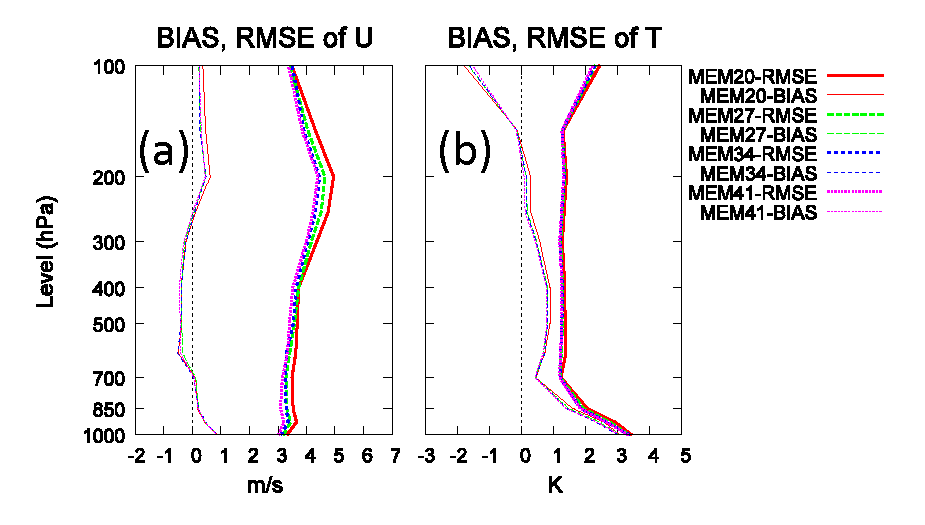 BIAS, RMSE of U
BIAS, RMSE of T
100
200
300
400
500
700
850
1000
Level (hPa)
(a)
-2 -1 0 1 2 3 4 5 6 7
m/s
(b)
-3 -2 -1 0 1 2 3 4 5
K
MEM20-RMSE
MEM20-BIAS
MEM27-RMSE
MEM27-BIAS
MEM34-RMSE
MEM34-BIAS
MEM41-RMSE
MEM41-BIAS